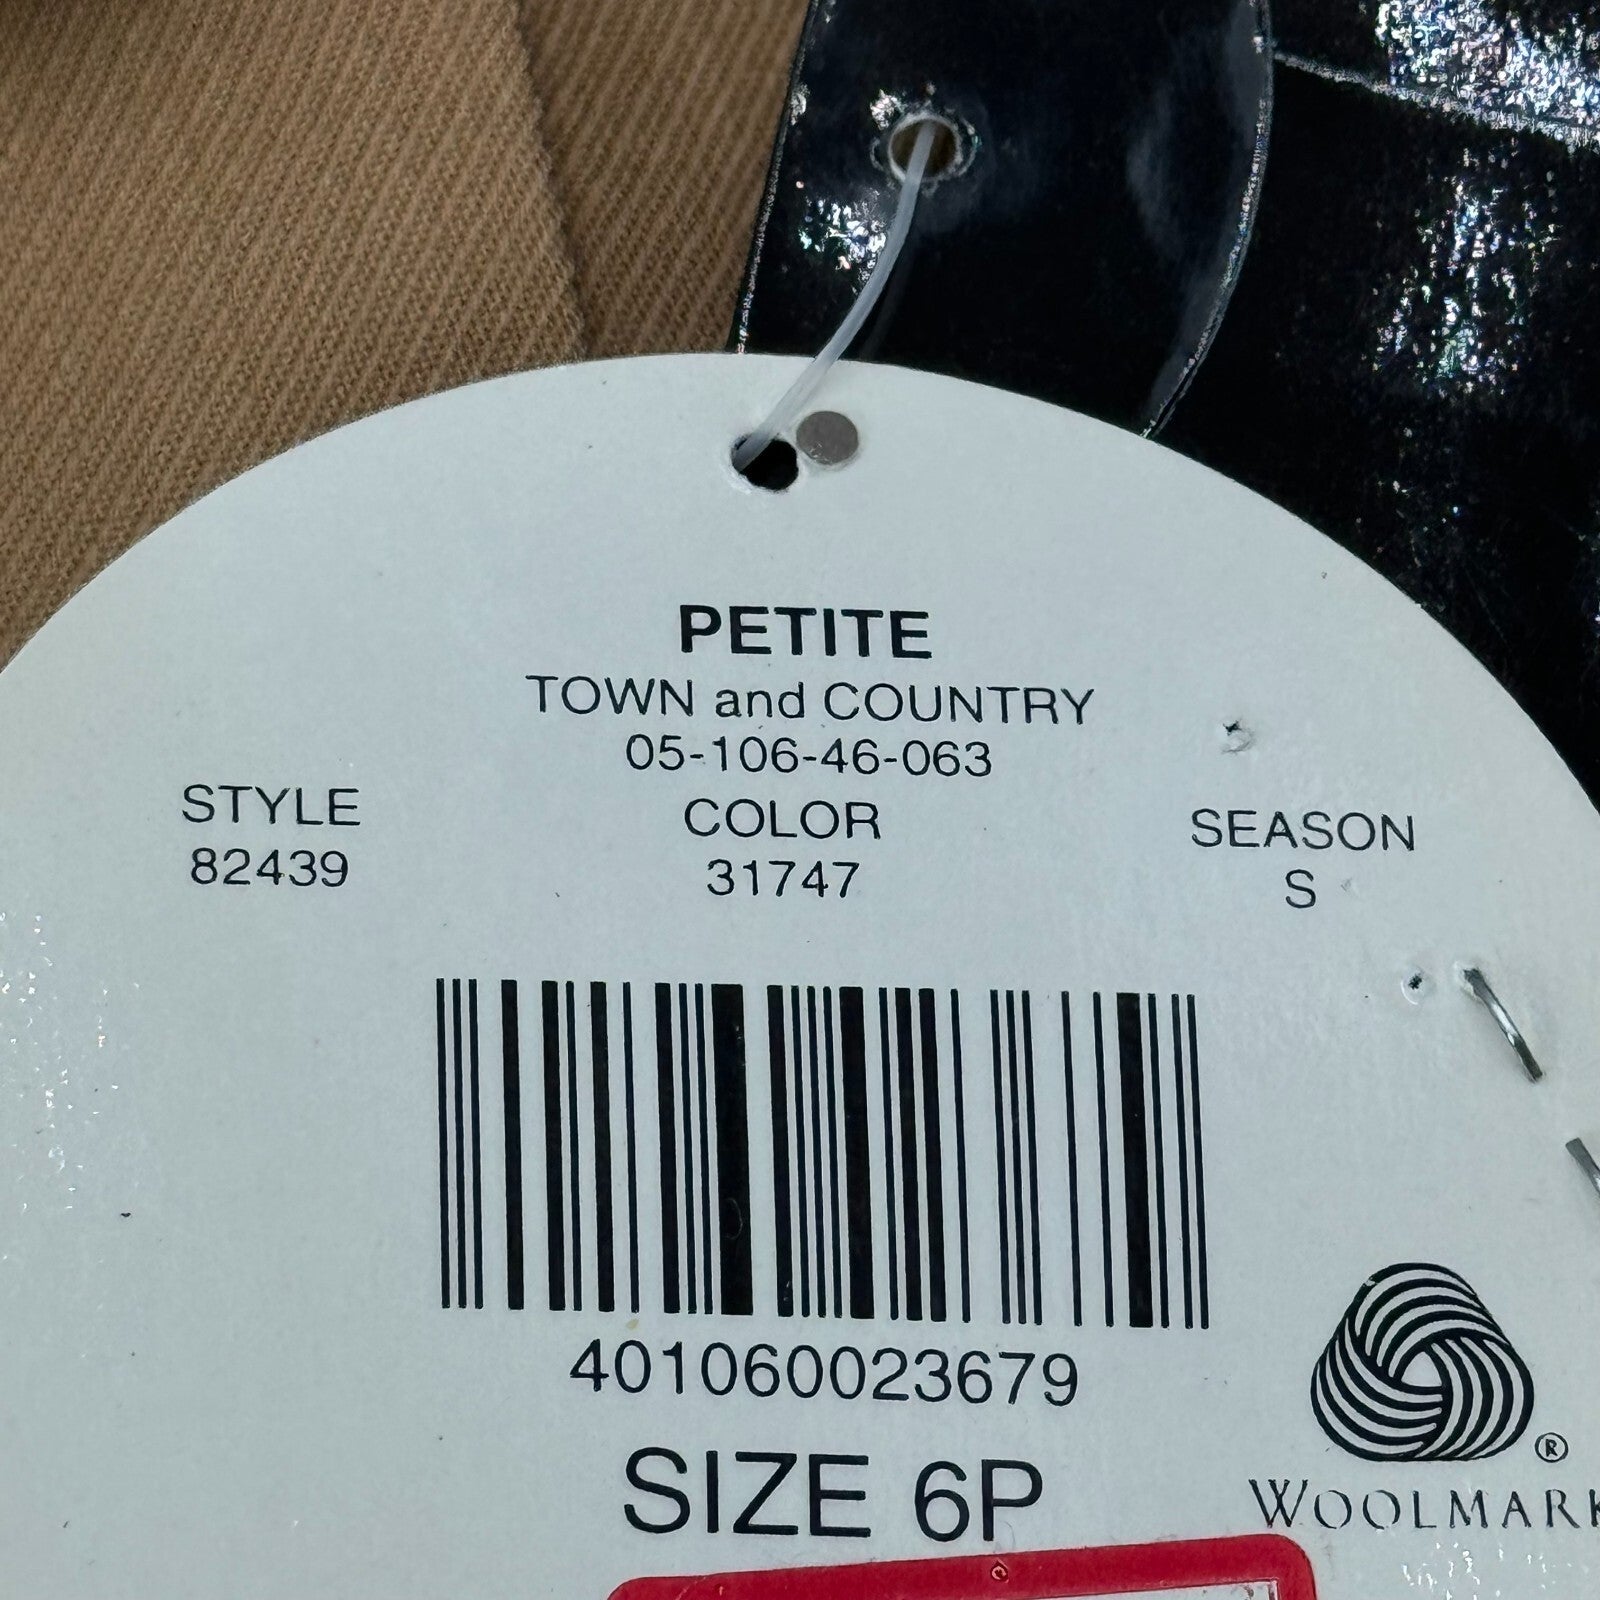 PETITE
TOWN and COUNTRY
05-106-46-063
STYLE
82439
COLOR
31747
SEASON
S
401060023679
SIZE 6P
®
WOOLMARK